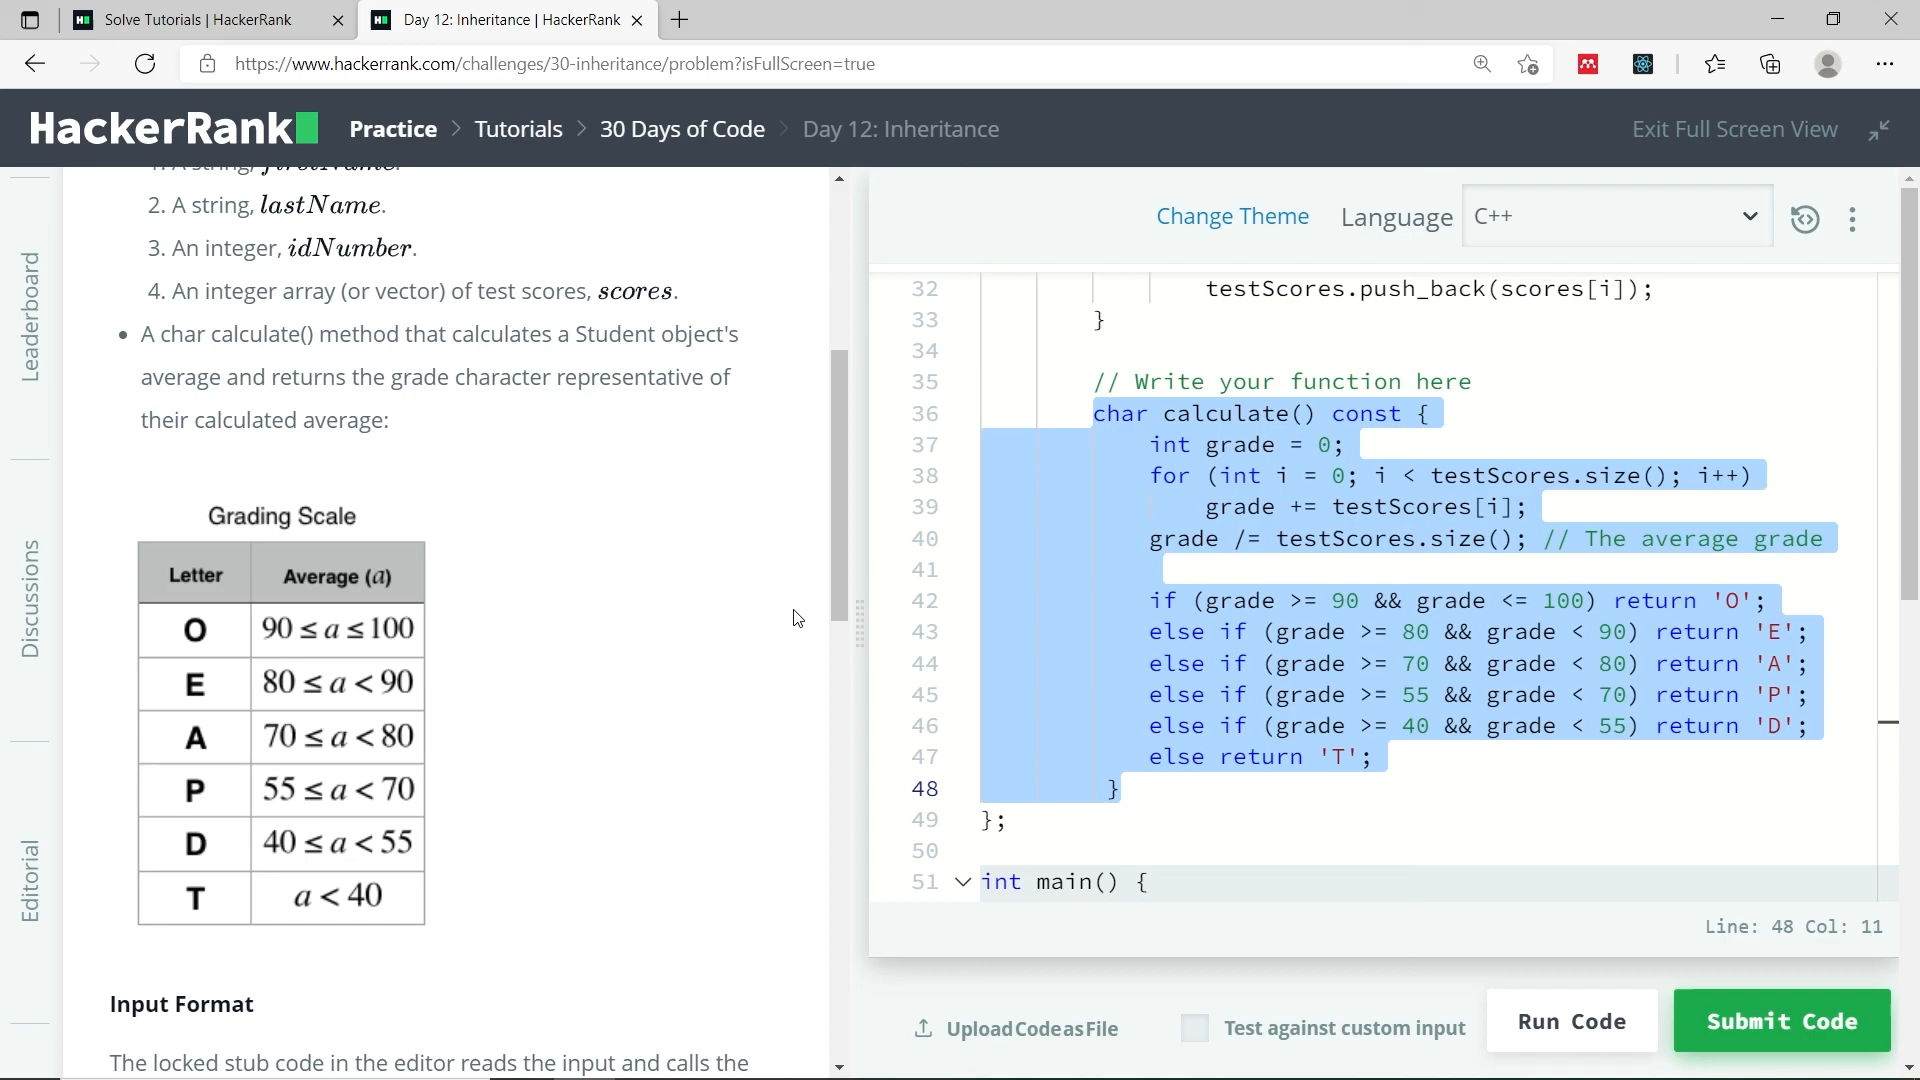 Solve Tutorials | HackerRank
Day 12: Inheritance | HackerRank
https://www.hackerrank.com/challenges/30-inheritance/problem?isFullScreen=true
HackerRank
Practice > Tutorials > 30 Days of Code > Day 12: Inheritance
Exit Full Screen View
Leaderboard
Discussions
Editorial
1. A string, firstName.
2. A string, lastName.
3. An integer, idNumber.
4. An integer array (or vector) of test scores, scores.
• A char calculate() method that calculates a Student object's
average and returns the grade character representative of
their calculated average:
Grading Scale
Letter Average (a)
O 90 ≤ a ≤ 100
E 80 ≤ a < 90
A 70 ≤ a < 80
P 55 ≤ a < 70
D 40 ≤ a < 55
T a < 40
Input Format
The locked stub code in the editor reads the input and calls the
Change Theme Language C++
32 testScores.push_back(scores[i]);
33 }
34
35 // Write your function here
36 char calculate() const {
37 int grade = 0;
38 for (int i = 0; i < testScores.size(); i++)
39 grade += testScores[i];
40 grade /= testScores.size(); // The average grade
41
42 if (grade >= 90 && grade <= 100) return 'O';
43 else if (grade >= 80 && grade < 90) return 'E';
44 else if (grade >= 70 && grade < 80) return 'A';
45 else if (grade >= 55 && grade < 70) return 'P';
46 else if (grade >= 40 && grade < 55) return 'D';
47 else return 'T';
48 }
49 };
50
51 int main() {
Line: 48 Col: 11
Upload Code as File
Test against custom input
Run Code
Submit Code